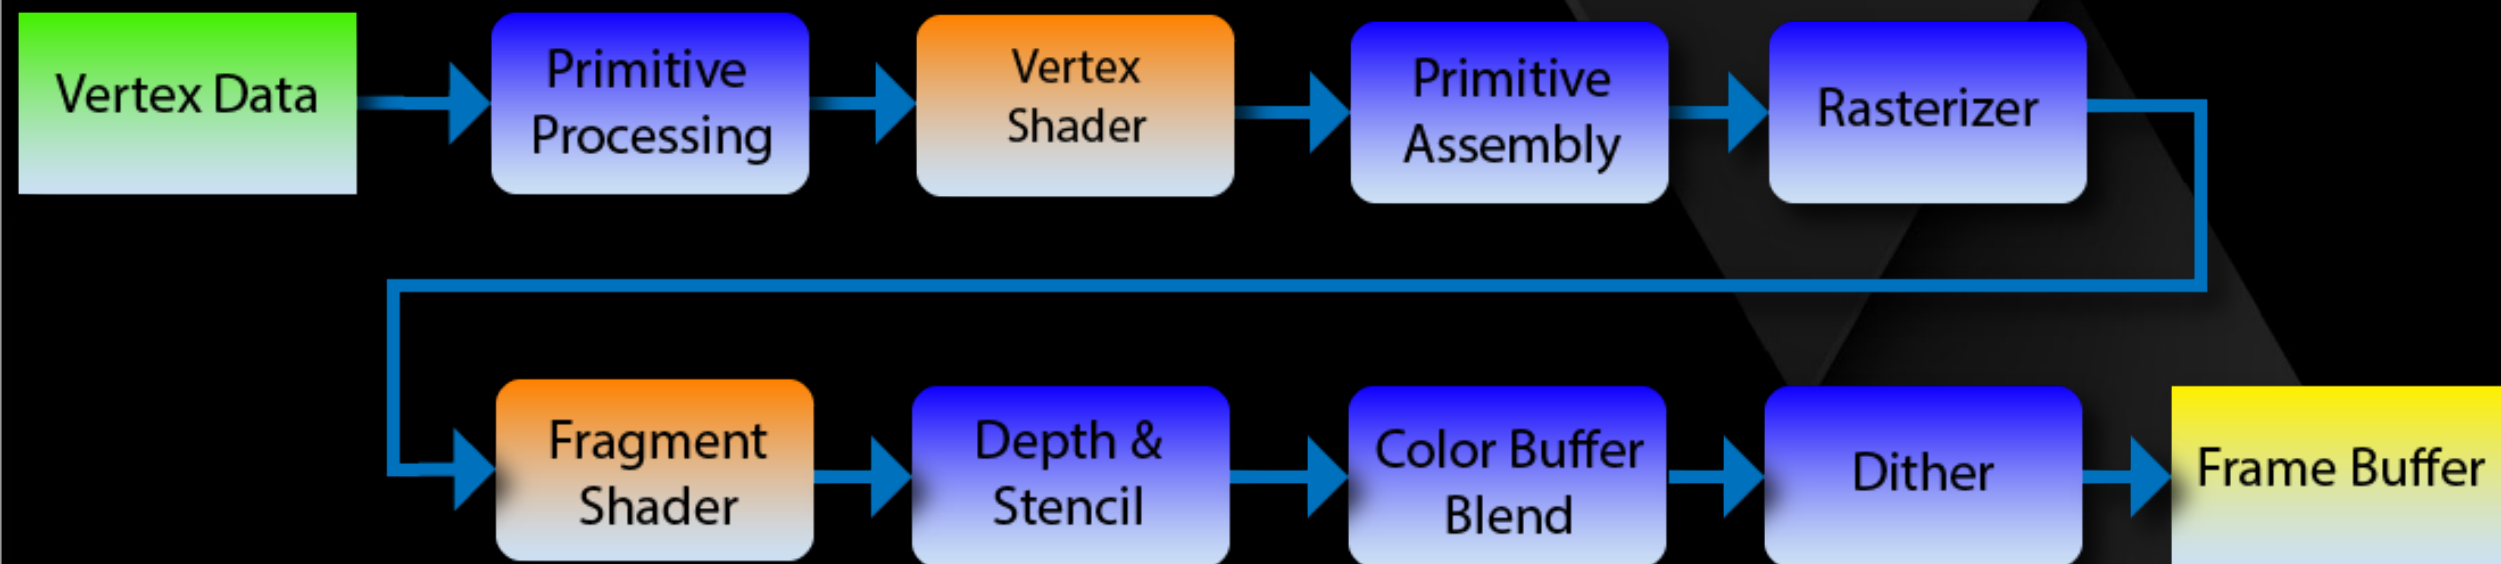 Vertex Data
Primitive
Processing
Vertex
Shader
Primitive
Assembly
Rasterizer
Fragment
Shader
Depth &
Stencil
Color Buffer
Blend
Dither
Frame Buffer